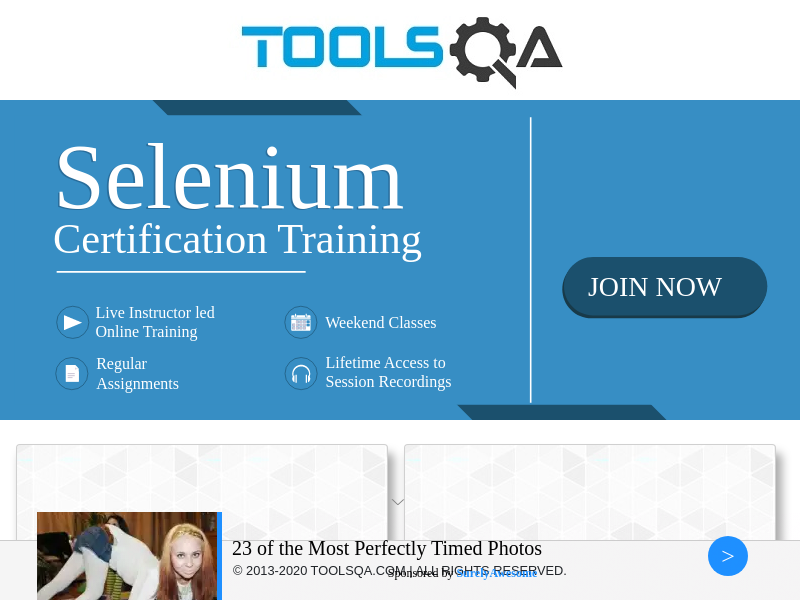 TOOLSQA
Selenium
Certification Training
JOIN NOW
Live Instructor led
Online Training
Weekend Classes
Regular
Assignments
Lifetime Access to
Session Recordings
23 of the Most Perfectly Timed Photos
© 2013-2020 TOOLSQA.COM | ALL RIGHTS RESERVED.
Sponsored by SurelyAwesome
>